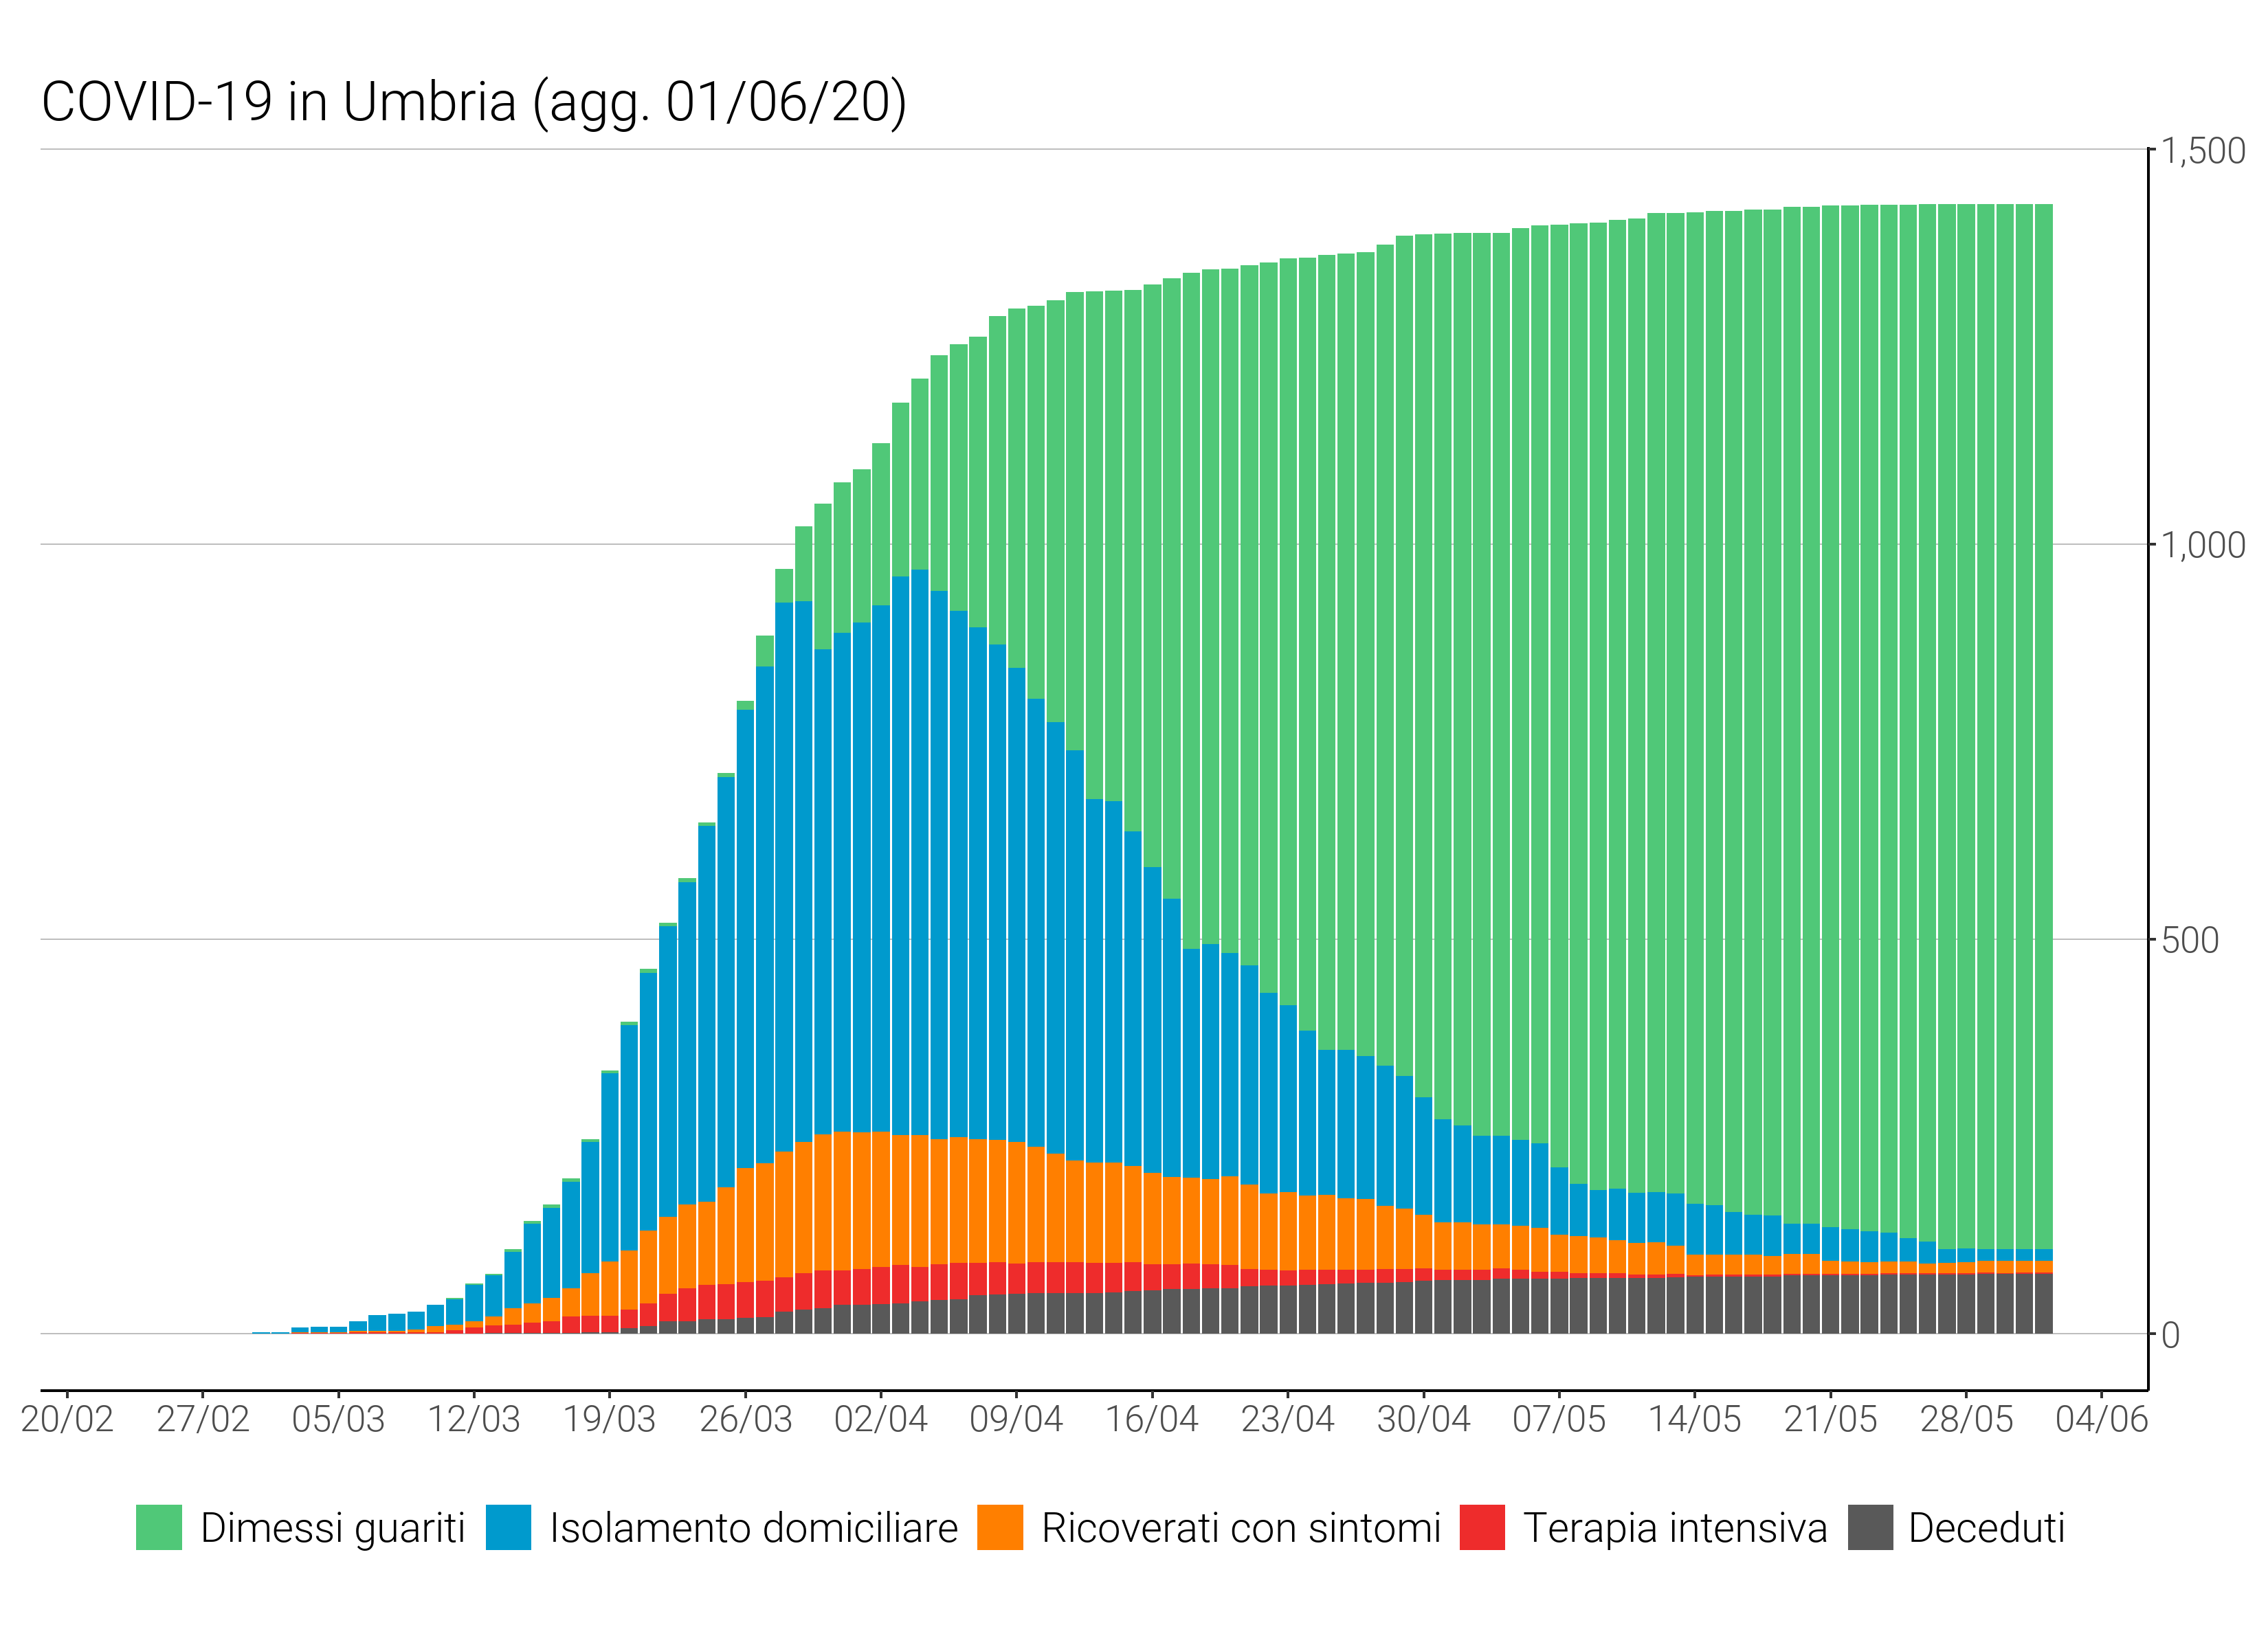 COVID-19 in Umbria (agg. 01/06/20)
1,500
1,000
500
0
20/02 27/02 05/03 12/03 19/03 26/03 02/04 09/04 16/04 23/04 30/04 07/05 14/05 21/05 28/05 04/06
Dimessi guariti Isolamento domiciliare Ricoverati con sintomi Terapia intensiva Deceduti